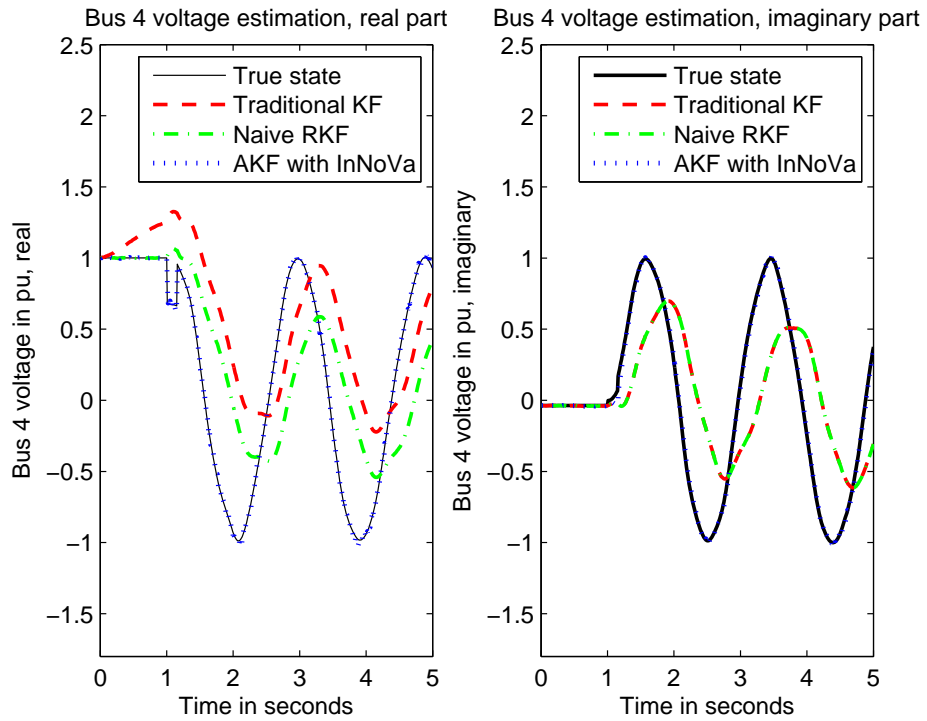 Bus 4 voltage estimation, real part
2.5
2
1.5
1
0.5
0
−0.5
−1
−1.5
Bus 4 voltage in pu, real
True state
Traditional KF
Naive RKF
AKF with InNoVa
0 1 2 3 4 5
Time in seconds
Bus 4 voltage estimation, imaginary part
2.5
2
1.5
1
0.5
0
−0.5
−1
−1.5
Bus 4 voltage in pu, imaginary
True state
Traditional KF
Naive RKF
AKF with InNoVa
0 1 2 3 4 5
Time in seconds